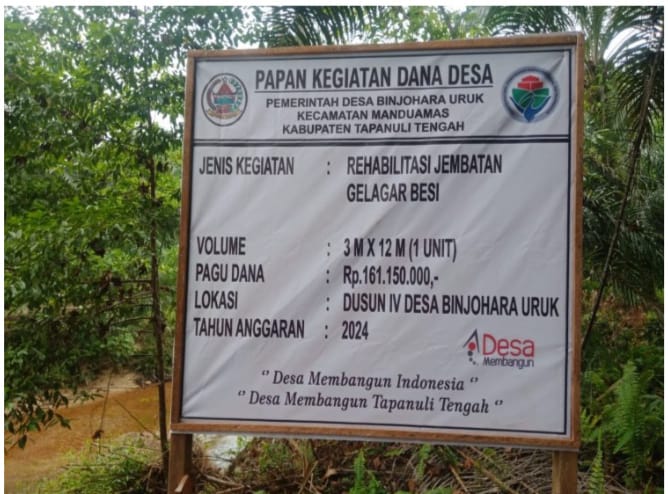 PAPAN KEGIATAN DANA DESA
PEMERINTAH DESA BINJOHARA URUK
KECAMATAN MANDUAMAS
KABUPATEN TAPANULI TENGAH
JENIS KEGIATAN : REHABILITASI JEMBATAN
GELAGAR BESI
VOLUME : 3 M X 12 M (1 UNIT)
PAGU DANA : Rp.161.150.000,-
LOKASI : DUSUN IV DESA BINJOHARA URUK
TAHUN ANGGARAN : 2024
Desa
Membangun
‘’ Desa Membangun Indonesia ‘’
‘’ Desa Membangun Tapanuli Tengah ‘’